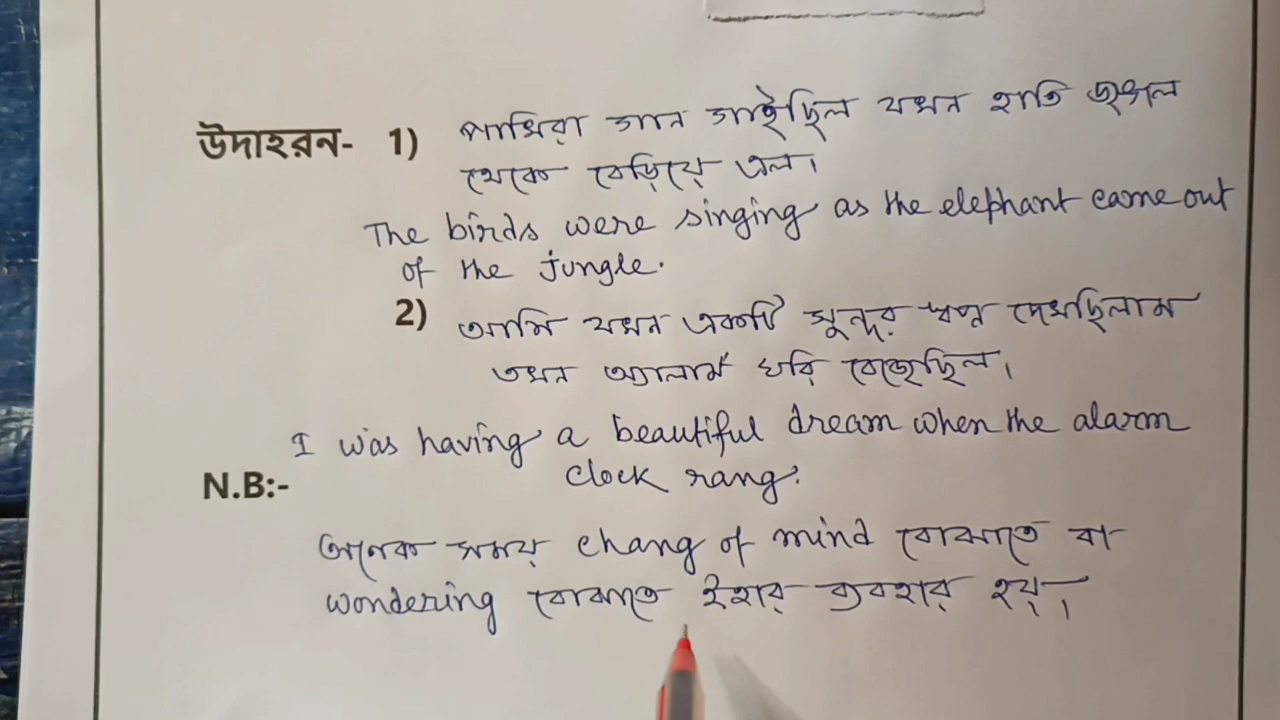 উদাহরন- 1) পাখিরা গান গাইছিল যখন হাতি জঙ্গল
থেকে বেড়িয়ে এল।
The birds were singing as the elephant came out
of the jungle.
2) আমি যখন একটি সুন্দর স্বপ্ন দেখছিলাম
তখন অ্যালার্ম ঘরি বেজেছিল।
I was having a beautiful dream when the alarm
clock rang.
N.B:-
অনেক সময় chang of mind বোঝাতে বা
wondering বোঝাতে ইহার ব্যবহার হয়।